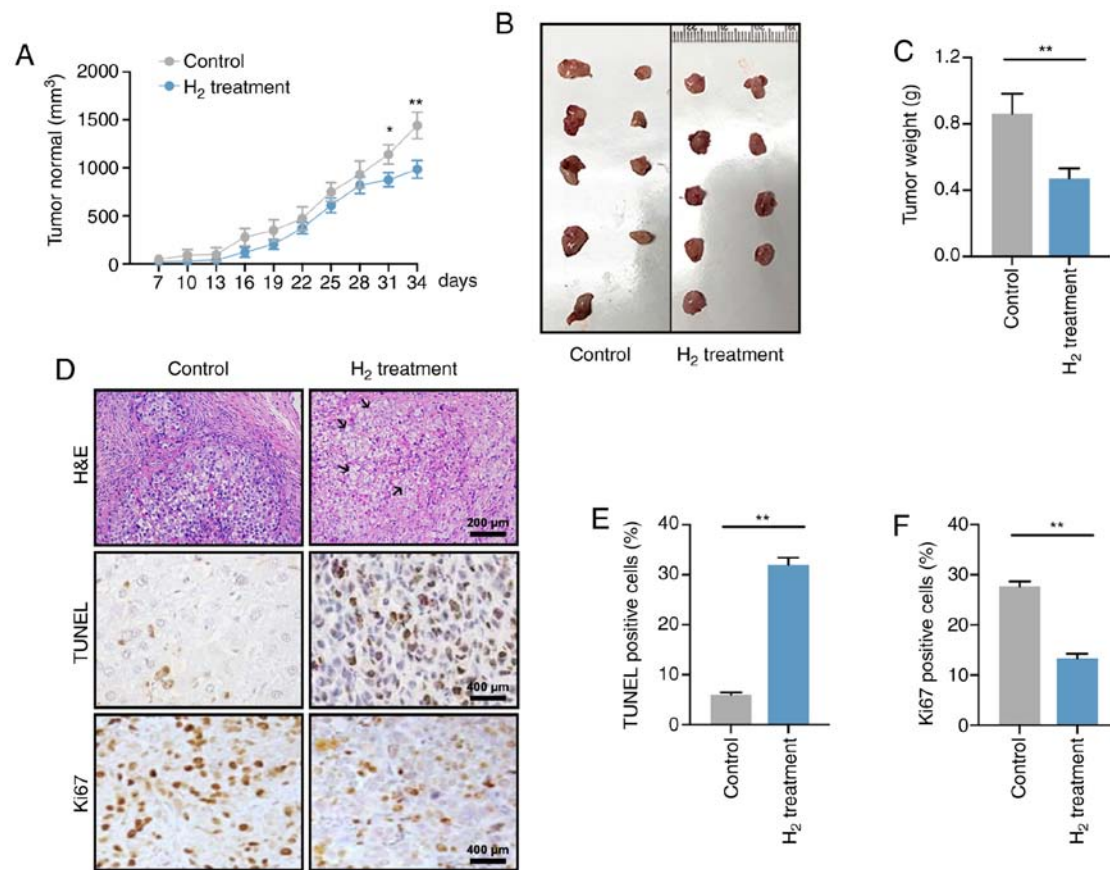 A
Control
H₂ treatment
Tumor normal (mm³)
2000
1500
1000
500
0
*
**
7 10 13 16 19 22 25 28 31 34 days
B
Control
H₂ treatment
C
**
Tumor weight (g)
1.2
0.8
0.4
0.0
Control
H₂ treatment
D
Control
H₂ treatment
H&E
200 µm
TUNEL
400 µm
Ki67
400 µm
E
**
TUNEL positive cells (%)
40
30
20
10
0
Control
H₂ treatment
F
**
Ki67 positive cells (%)
40
30
20
10
0
Control
H₂ treatment